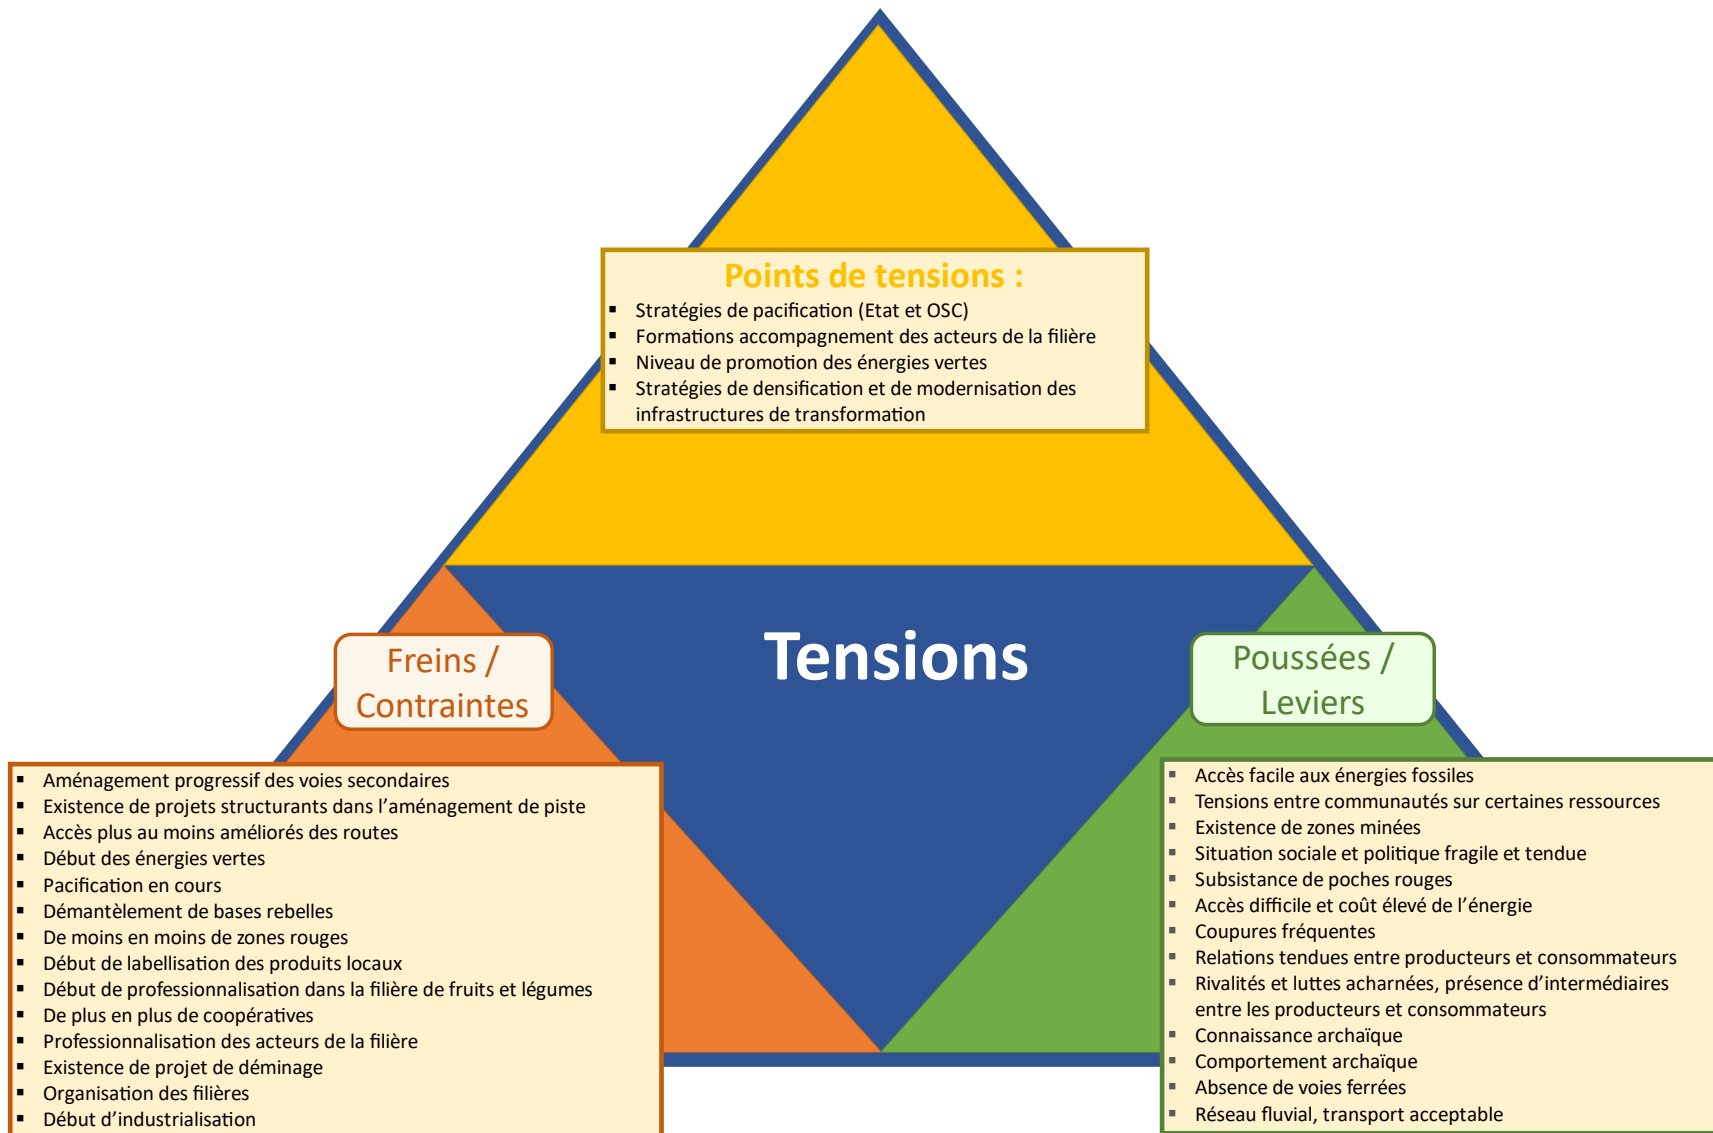 Points de tensions :
▪ Stratégies de pacification (Etat et OSC)
▪ Formations accompagnement des acteurs de la filière
▪ Niveau de promotion des énergies vertes
▪ Stratégies de densification et de modernisation des
infrastructures de transformation
Tensions
Freins /
Contraintes
▪ Aménagement progressif des voies secondaires
▪ Existence de projets structurants dans l’aménagement de piste
▪ Accès plus au moins améliorés des routes
▪ Début des énergies vertes
▪ Pacification en cours
▪ Démantèlement de bases rebelles
▪ De moins en moins de zones rouges
▪ Début de labellisation des produits locaux
▪ Début de professionnalisation dans la filière de fruits et légumes
▪ De plus en plus de coopératives
▪ Professionnalisation des acteurs de la filière
▪ Existence de projet de déminage
▪ Organisation des filières
▪ Début d’industrialisation
Poussées /
Leviers
▪ Accès facile aux énergies fossiles
▪ Tensions entre communautés sur certaines ressources
▪ Existence de zones minées
▪ Situation sociale et politique fragile et tendue
▪ Subsistance de poches rouges
▪ Accès difficile et coût élevé de l’énergie
▪ Coupures fréquentes
▪ Relations tendues entre producteurs et consommateurs
▪ Rivalités et luttes acharnées, présence d’intermédiaires
entre les producteurs et consommateurs
▪ Connaissance archaïque
▪ Comportement archaïque
▪ Absence de voies ferrées
▪ Réseau fluvial, transport acceptable